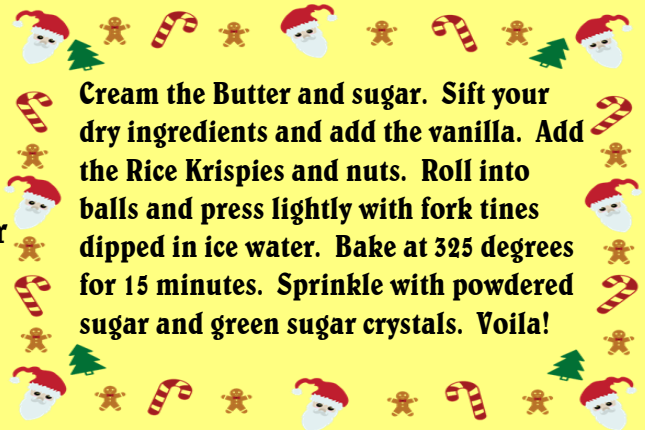 Cream the Butter and sugar.  Sift your
dry ingredients and add the vanilla.  Add
the Rice Krispies and nuts.  Roll into
balls and press lightly with fork tines
r
dipped in ice water.  Bake at 325 degrees
for 15 minutes.  Sprinkle with powdered
sugar and green sugar crystals.  Voila!